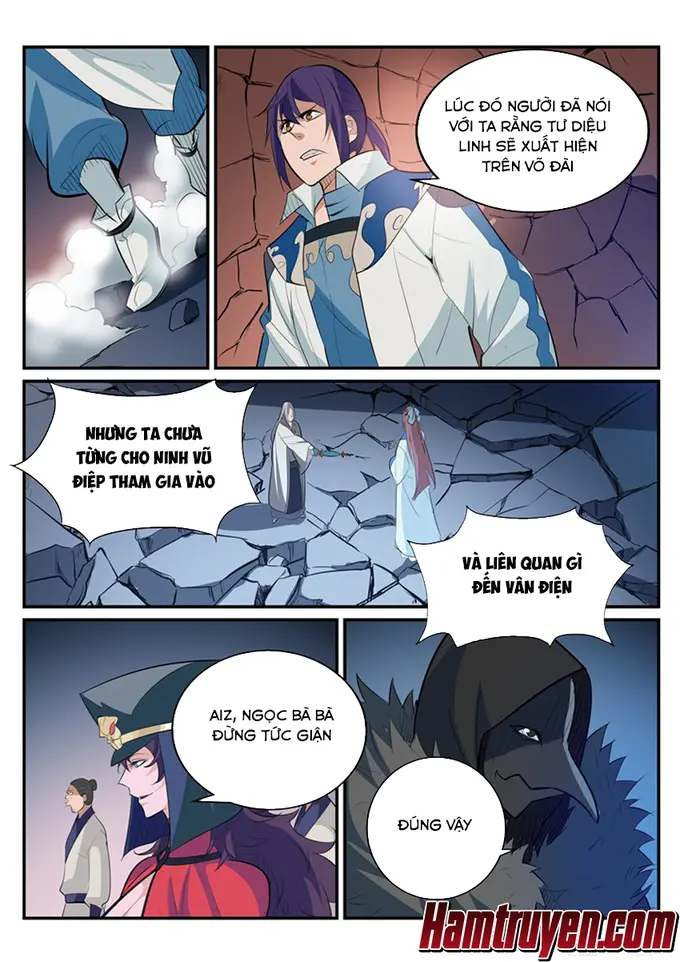 LÚC ĐÓ NGƯỜI ĐÃ NÓI
VỚI TA RẰNG TƯ DIỆU
LINH SẼ XUẤT HIỆN
TRÊN VÕ ĐÀI
NHƯNG TA CHƯA
TỪNG CHO NINH VŨ
ĐIỆP THAM GIA VÀO
VÀ LIÊN QUAN GÌ
ĐẾN VÂN ĐIỆN
AIZ, NGỌC BÀ BÀ
ĐỪNG TỨC GIẬN
ĐÚNG VẬY
Hamtruyen.com